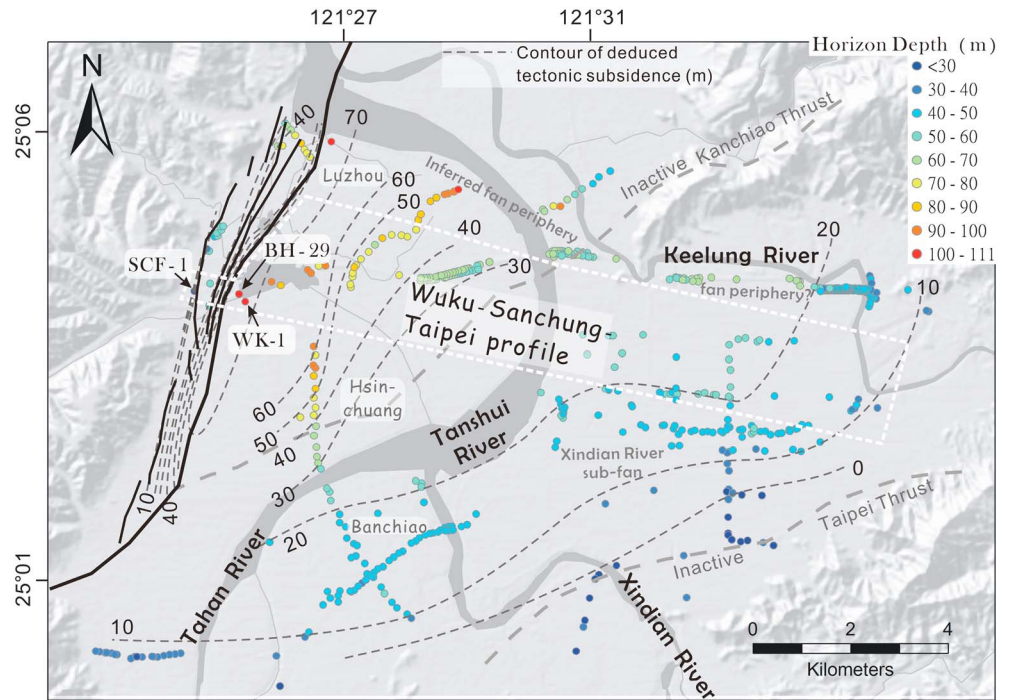 121°27
121°31
Horizon Depth ( m )
<30
30 - 40
40 - 50
50 - 60
60 - 70
70 - 80
80 - 90
90 - 100
100 - 111
Contour of deduced
tectonic subsidence (m)
N
25°06
25°01
40
70
Luzhou
60
50
40
30
Inferred fan periphery
Inactive Kanchiao Thrust
20
10
Keelung River
fan periphery?
SCF - 1
BH - 29
WK-1
Wuku-Sanchung-
Taipei profile
Hsin-
chuang
60
50
40
30
20
Tanshui
River
Xindian River
sub-fan
0
Taipei Thrust
Inactive
Banchiao
10
40
10
Tahan River
Xindian River
0
2
4
Kilometers